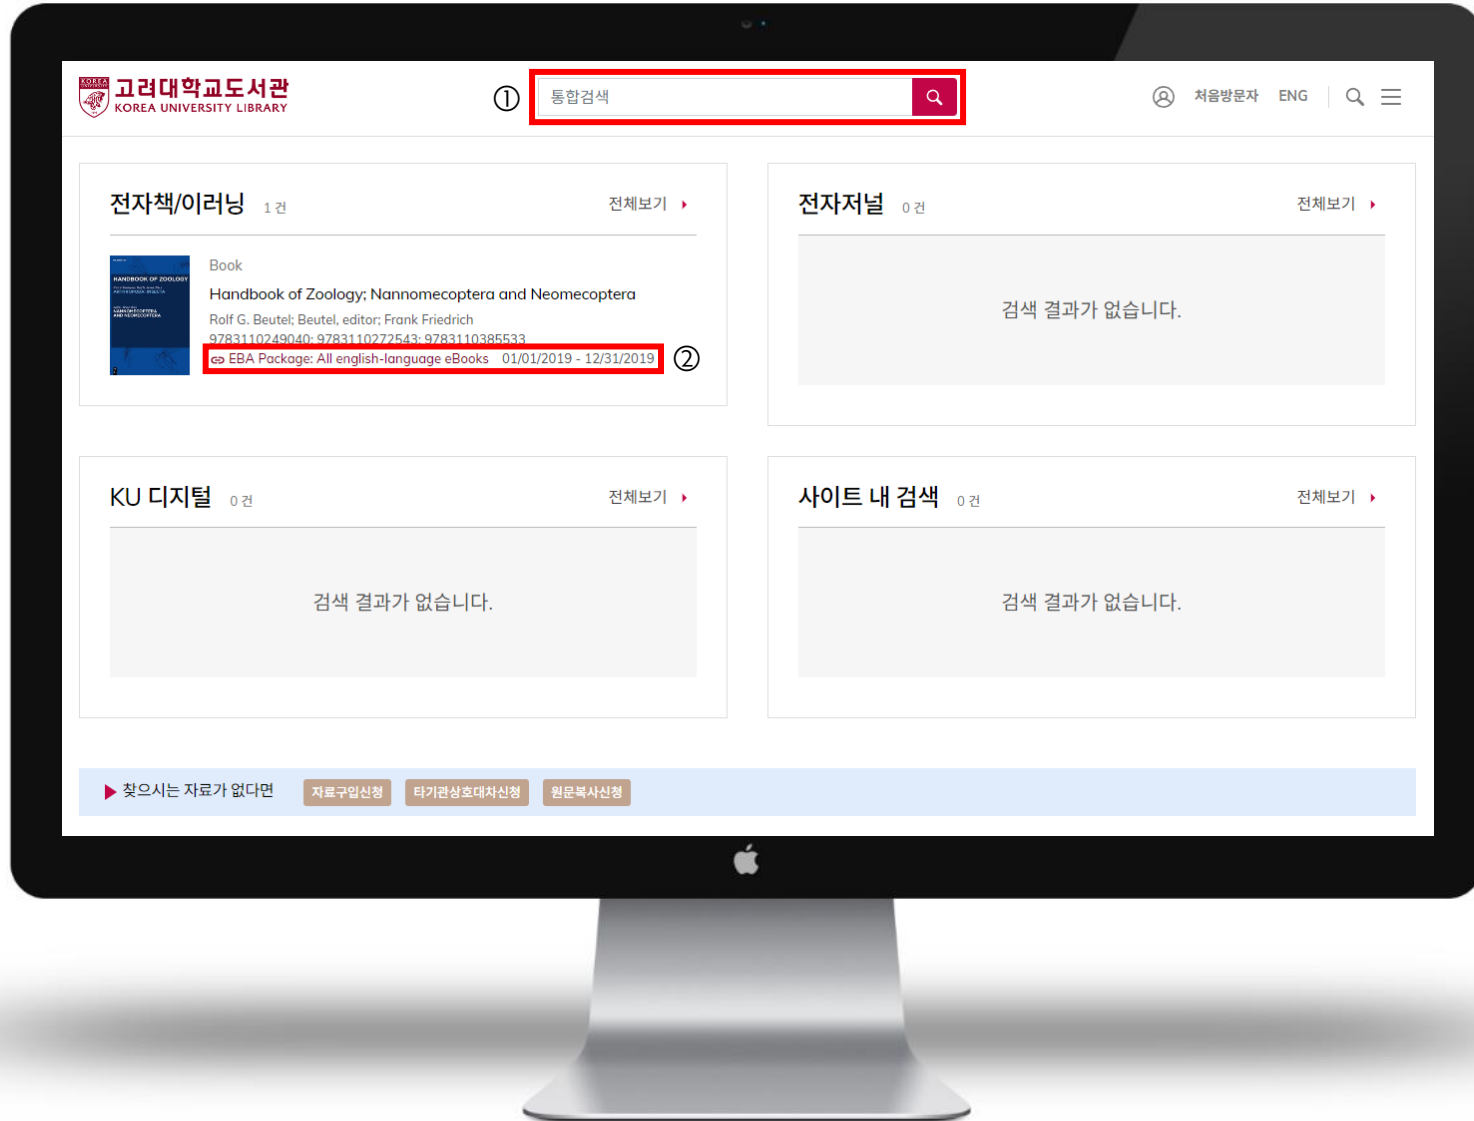 고려대학교도서관
KOREA UNIVERSITY LIBRARY
① 통합검색
처음방문자 ENG
전자책/이러닝 1 건 전체보기
HANDBOOK OF ZOOLOGY
NANNOMECOPTERA
AND NEOMECOPTERA
Book
Handbook of Zoology; Nannomecoptera and Neomecoptera
Rolf G. Beutel; Beutel, editor; Frank Friedrich
9783110249040; 9783110272543; 9783110385533
EBA Package: All english-language eBooks 01/01/2019 - 12/31/2019 ②
전자저널 0 건 전체보기
검색 결과가 없습니다.
KU 디지털 0 건 전체보기
검색 결과가 없습니다.
사이트 내 검색 0 건 전체보기
검색 결과가 없습니다.
찾으시는 자료가 없다면 자료구입신청 타기관상호대차신청 원문복사신청